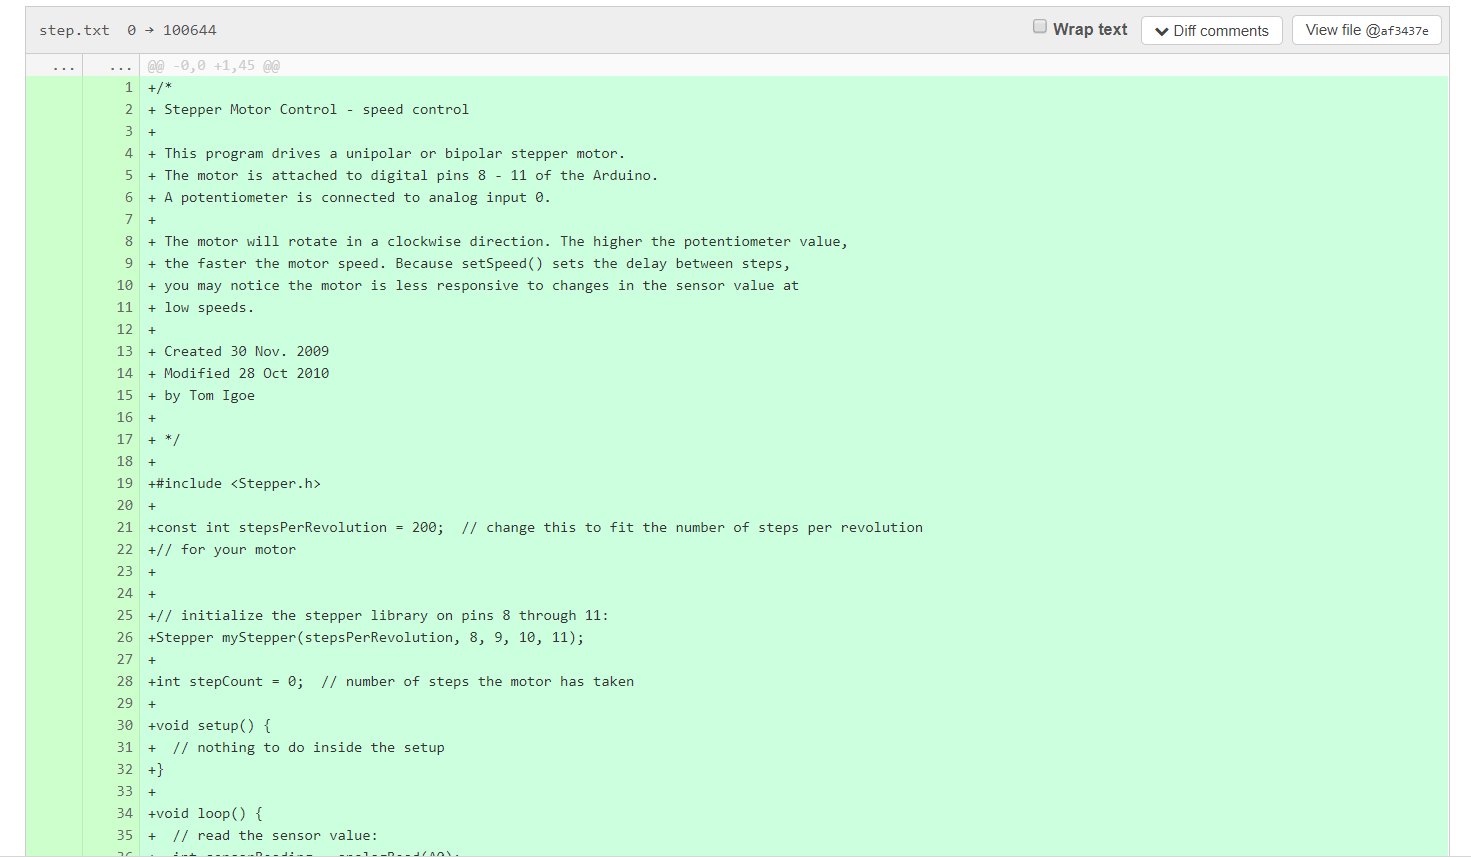 step.txt 0 → 100644 Wrap text Diff comments View file @af3437e
... ... @@ -0,0 +1,45 @@
1 +/*
2 + Stepper Motor Control - speed control
3 +
4 + This program drives a unipolar or bipolar stepper motor.
5 + The motor is attached to digital pins 8 - 11 of the Arduino.
6 + A potentiometer is connected to analog input 0.
7 +
8 + The motor will rotate in a clockwise direction. The higher the potentiometer value,
9 + the faster the motor speed. Because setSpeed() sets the delay between steps,
10 + you may notice the motor is less responsive to changes in the sensor value at
11 + low speeds.
12 +
13 + Created 30 Nov. 2009
14 + Modified 28 Oct 2010
15 + by Tom Igoe
16 +
17 + */
18 +
19 +#include <Stepper.h>
20 +
21 +const int stepsPerRevolution = 200;  // change this to fit the number of steps per revolution
22 +// for your motor
23 +
24 +
25 +// initialize the stepper library on pins 8 through 11:
26 +Stepper myStepper(stepsPerRevolution, 8, 9, 10, 11);
27 +
28 +int stepCount = 0;  // number of steps the motor has taken
29 +
30 +void setup() {
31 +  // nothing to do inside the setup
32 +}
33 +
34 +void loop() {
35 +  // read the sensor value: